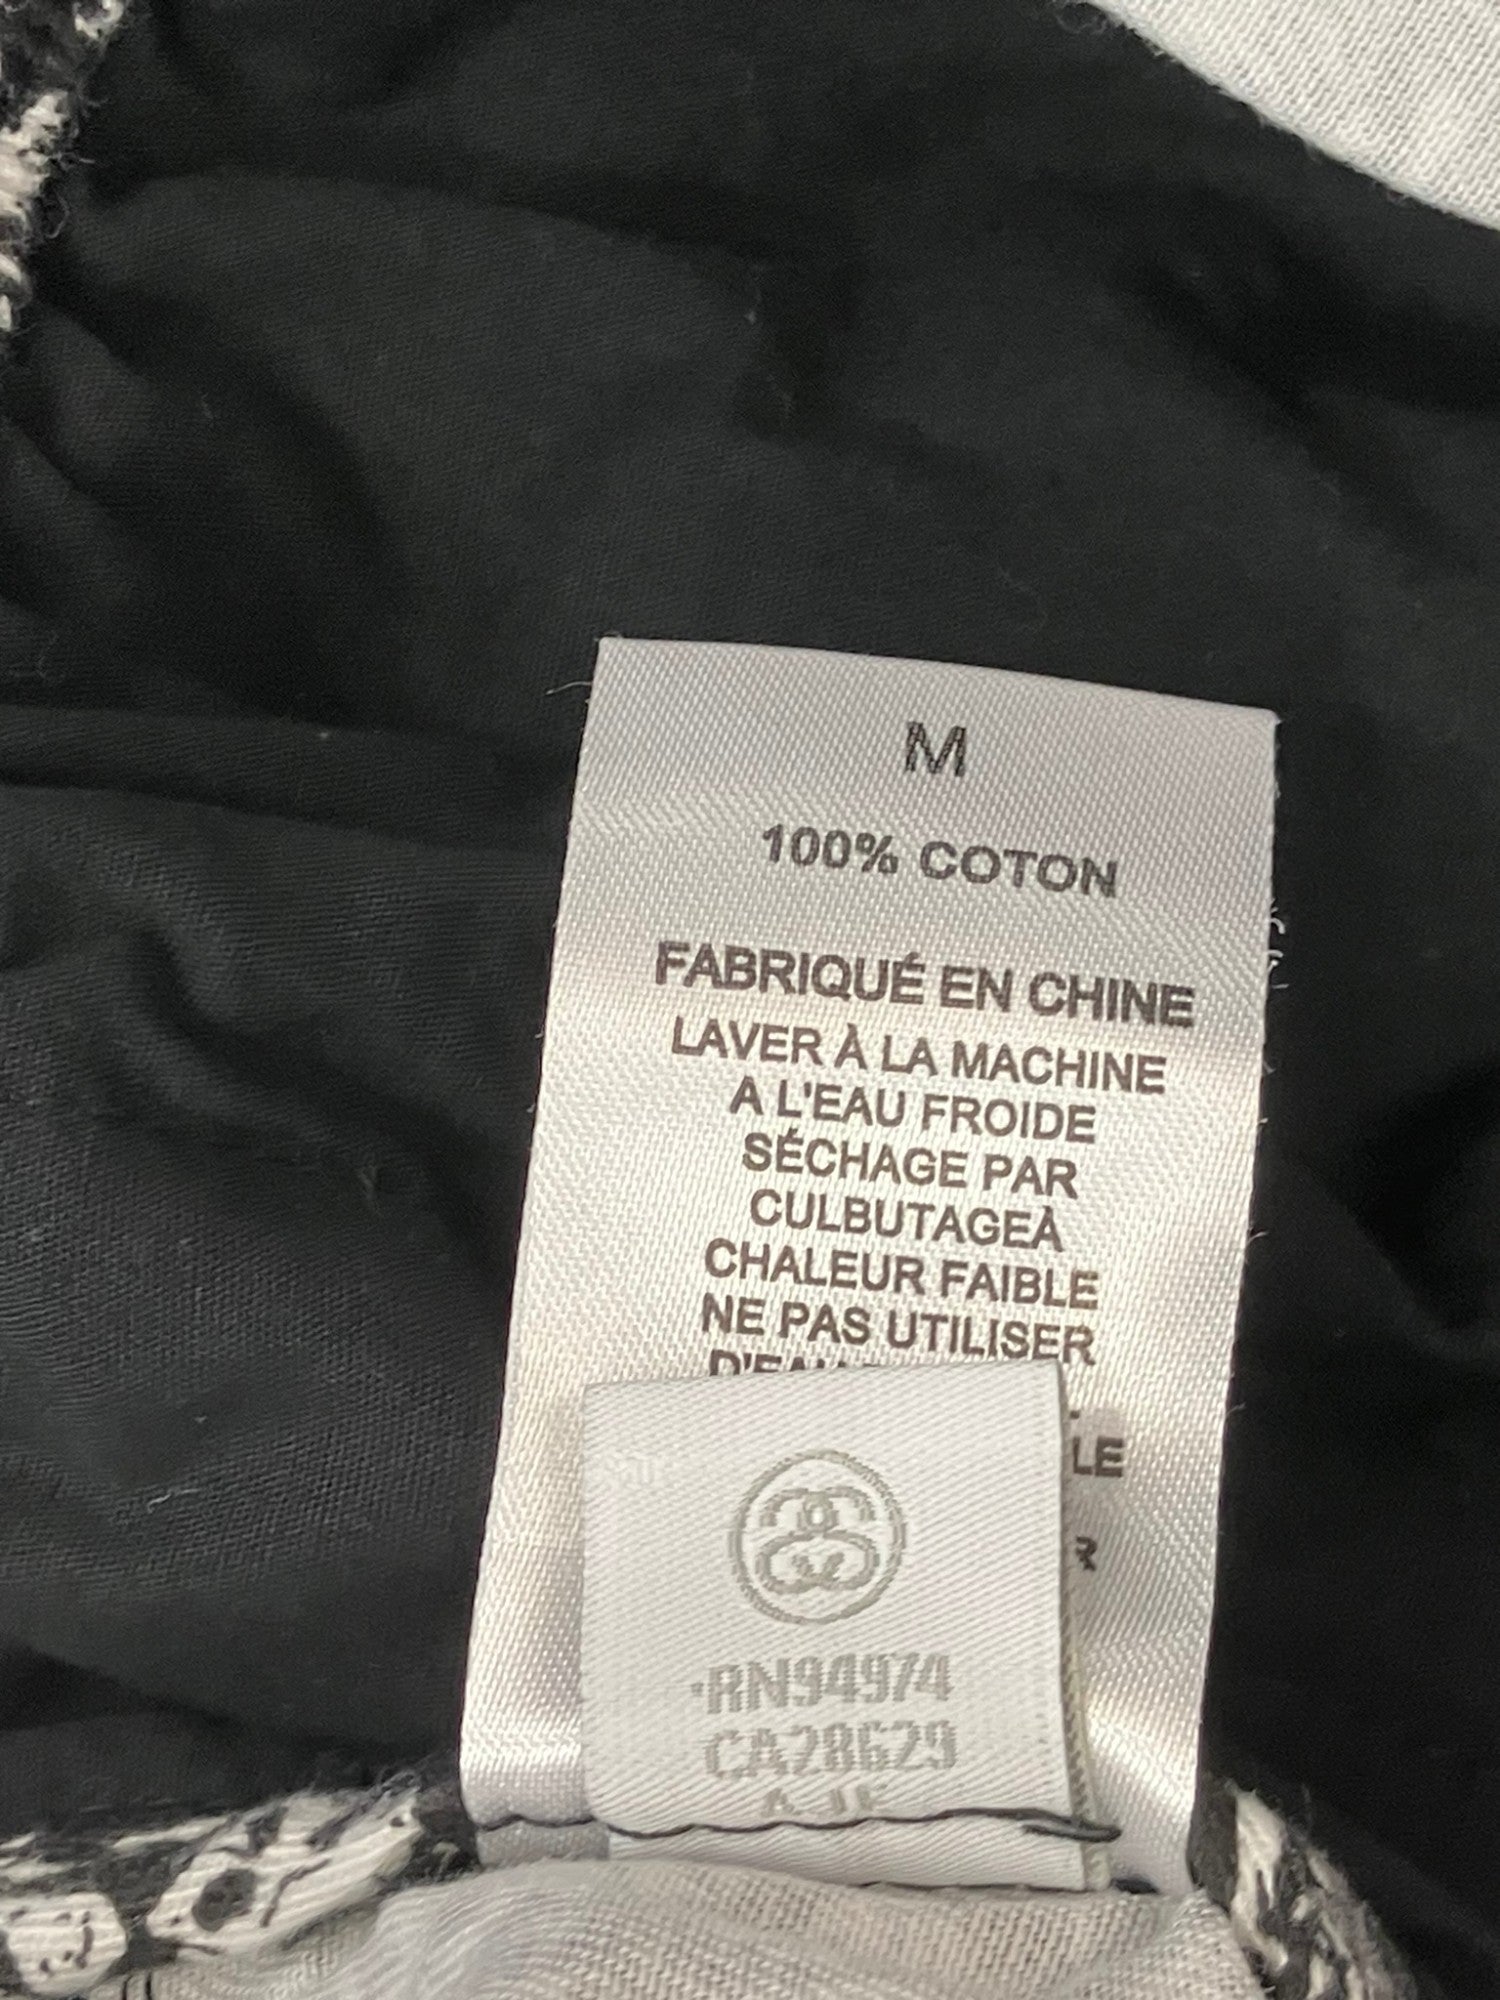 M
100% COTON
FABRIQUÉ EN CHINE
LAVER À LA MACHINE
A L'EAU FROIDE
SÉCHAGE PAR
CULBUTAGEÀ
CHALEUR FAIBLE
NE PAS UTILISER
RN94974
CA28629